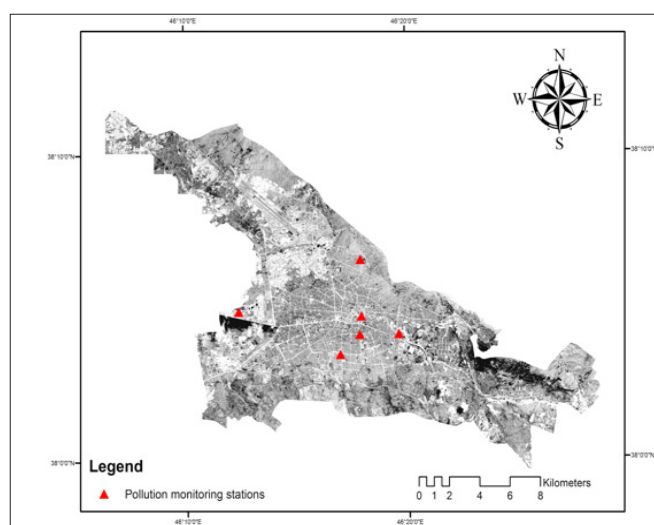 46°10'0"E 46°20'0"E
N
W E
S
38°10'0"N 38°10'0"N
38°0'0"N 38°0'0"N
Legend
Pollution monitoring stations
Kilometers
0 1 2 4 6 8
46°10'0"E 46°20'0"E